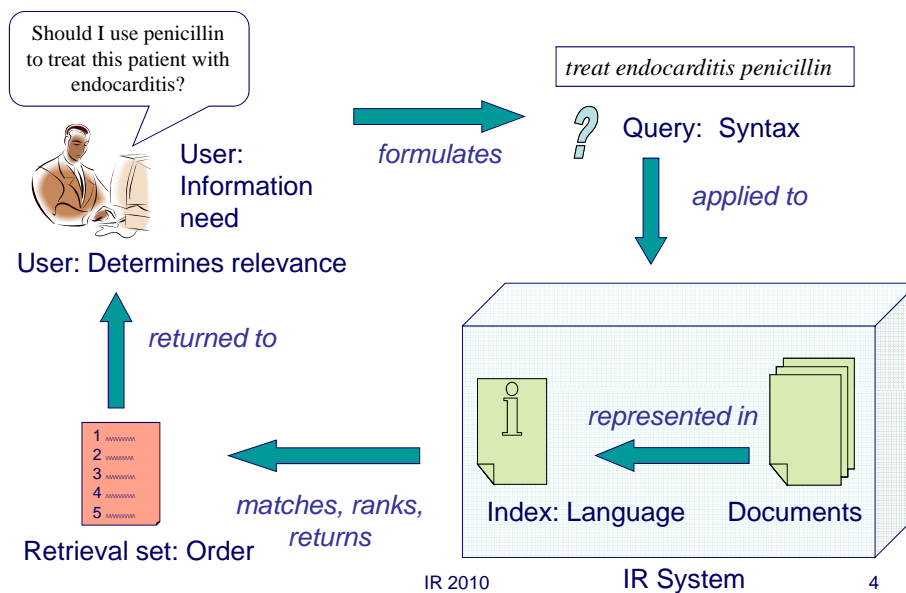 Should I use penicillin
to treat this patient with
endocarditis?
treat endocarditis penicillin
User:
Information
need
formulates
Query: Syntax
applied to
User: Determines relevance
returned to
i
represented in
Index: Language
Documents
1
2
3
4
5
matches, ranks,
returns
Retrieval set: Order
IR 2010
IR System
4